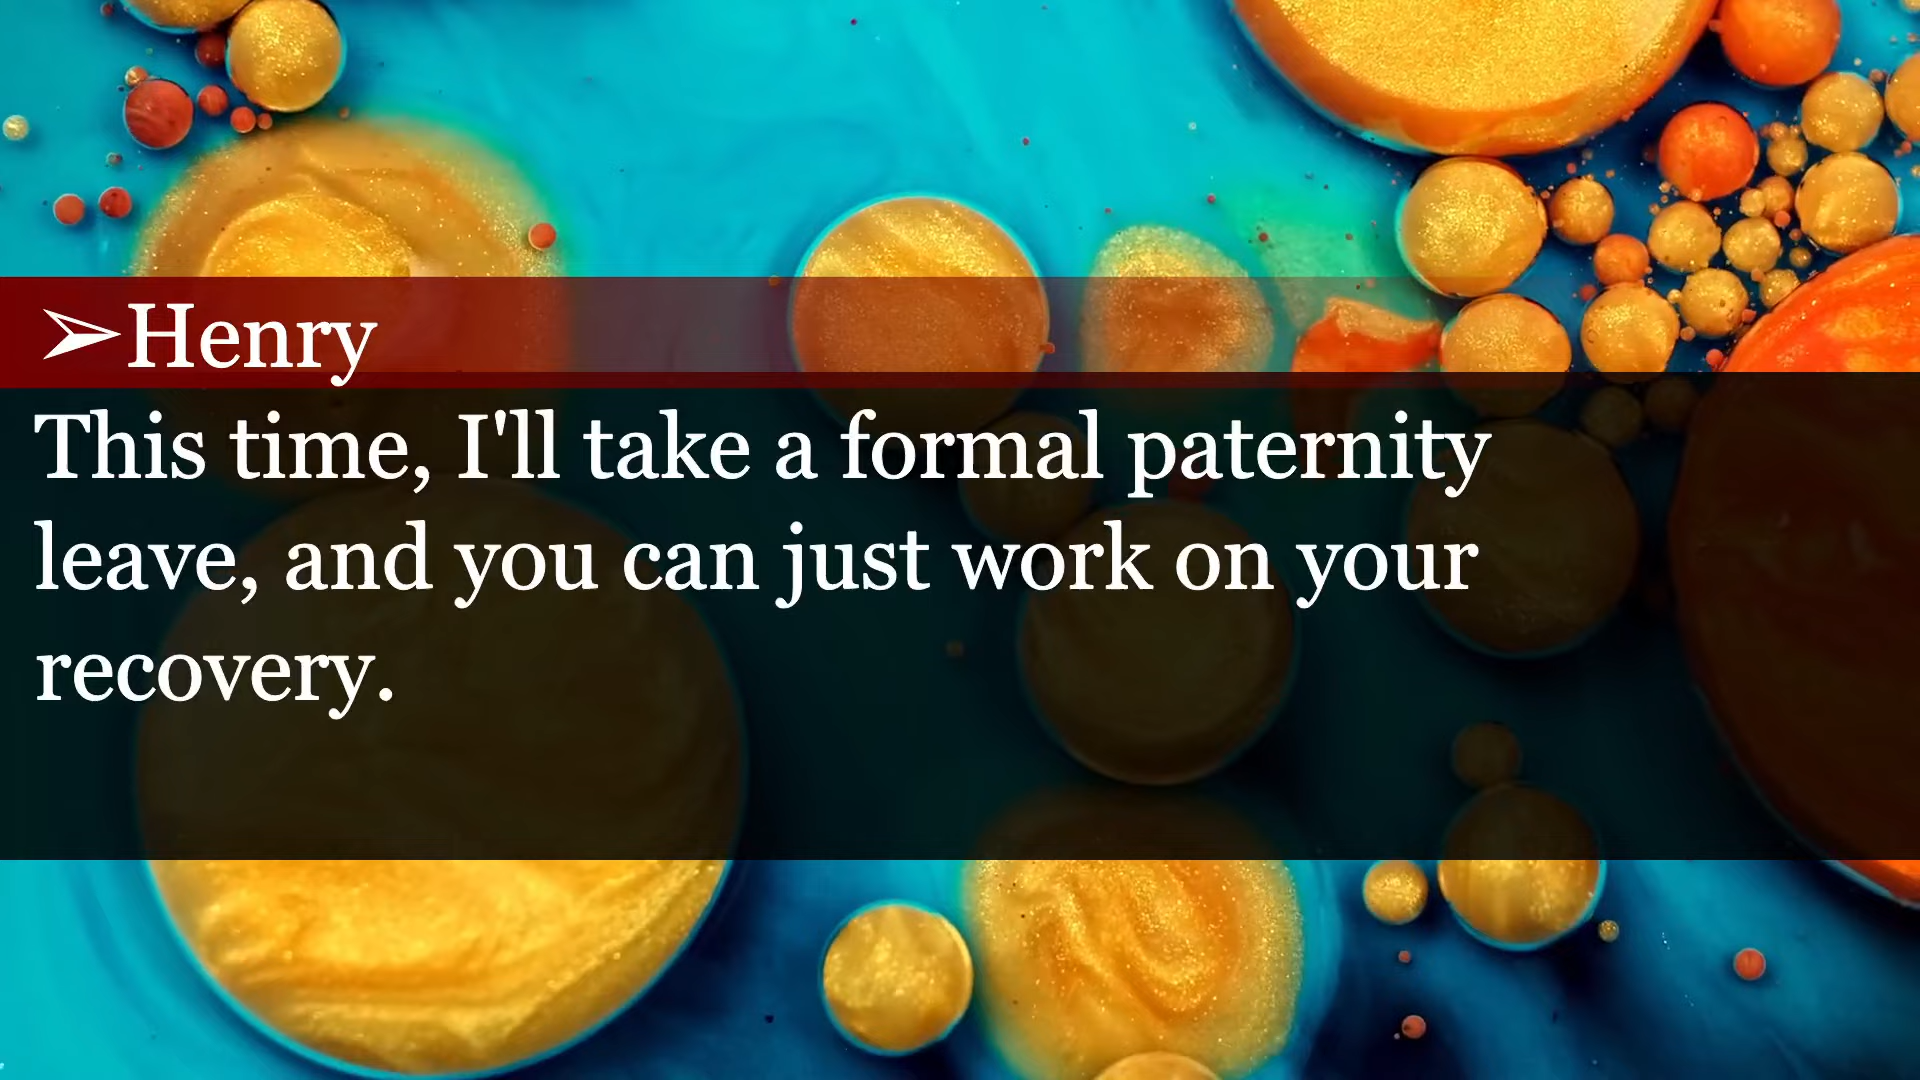 ➢Henry
This time, I'll take a formal paternity
leave, and you can just work on your
recovery.